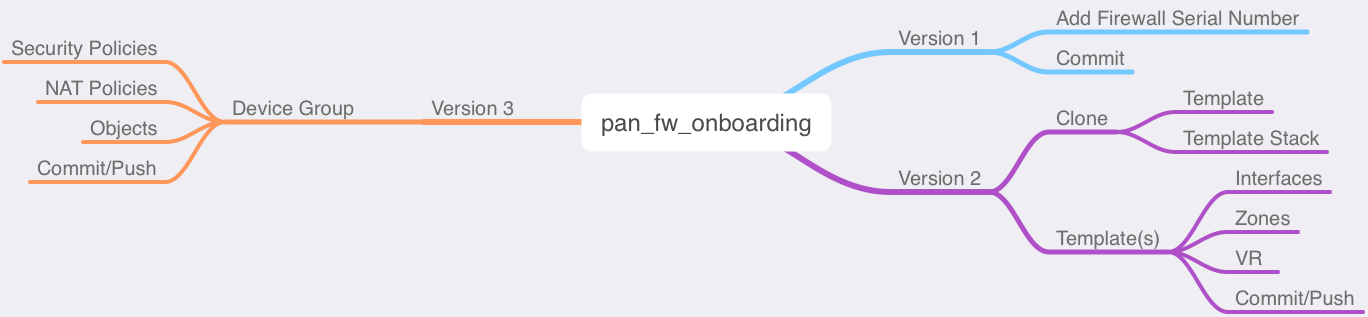 pan_fw_onboarding
Version 1
Add Firewall Serial Number
Commit
Version 2
Clone
Template
Template Stack
Template(s)
Interfaces
Zones
VR
Commit/Push
Version 3
Device Group
Security Policies
NAT Policies
Objects
Commit/Push